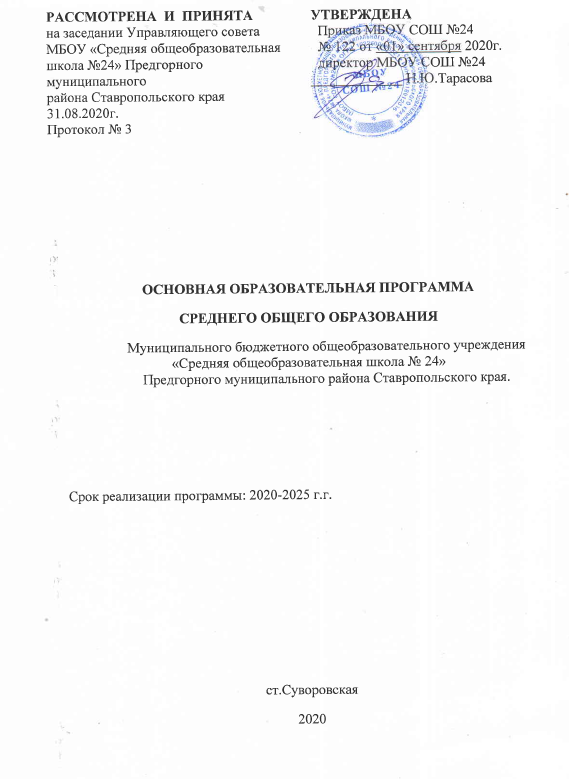 РАССМОТРЕНА И ПРИНЯТА
на заседании Управляющего совета
МБОУ «Средняя общеобразовательная
школа №24» Предгорного
муниципального
района Ставропольского края
31.08.2020г.
Протокол № 3
УТВЕРЖДЕНА
Приказ МБОУ СОШ №24
№ 122 от «01» сентября 2020г.
директор МБОУ СОШ №24
Н.Ю.Тарасова
МБОУ
СОШ №24
ОСНОВНАЯ ОБРАЗОВАТЕЛЬНАЯ ПРОГРАММА
СРЕДНЕГО ОБЩЕГО ОБРАЗОВАНИЯ
Муниципального бюджетного общеобразовательного учреждения
«Средняя общеобразовательная школа № 24»
Предгорного муниципального района Ставропольского края.
Срок реализации программы: 2020-2025 г.г.
ст.Суворовская
2020